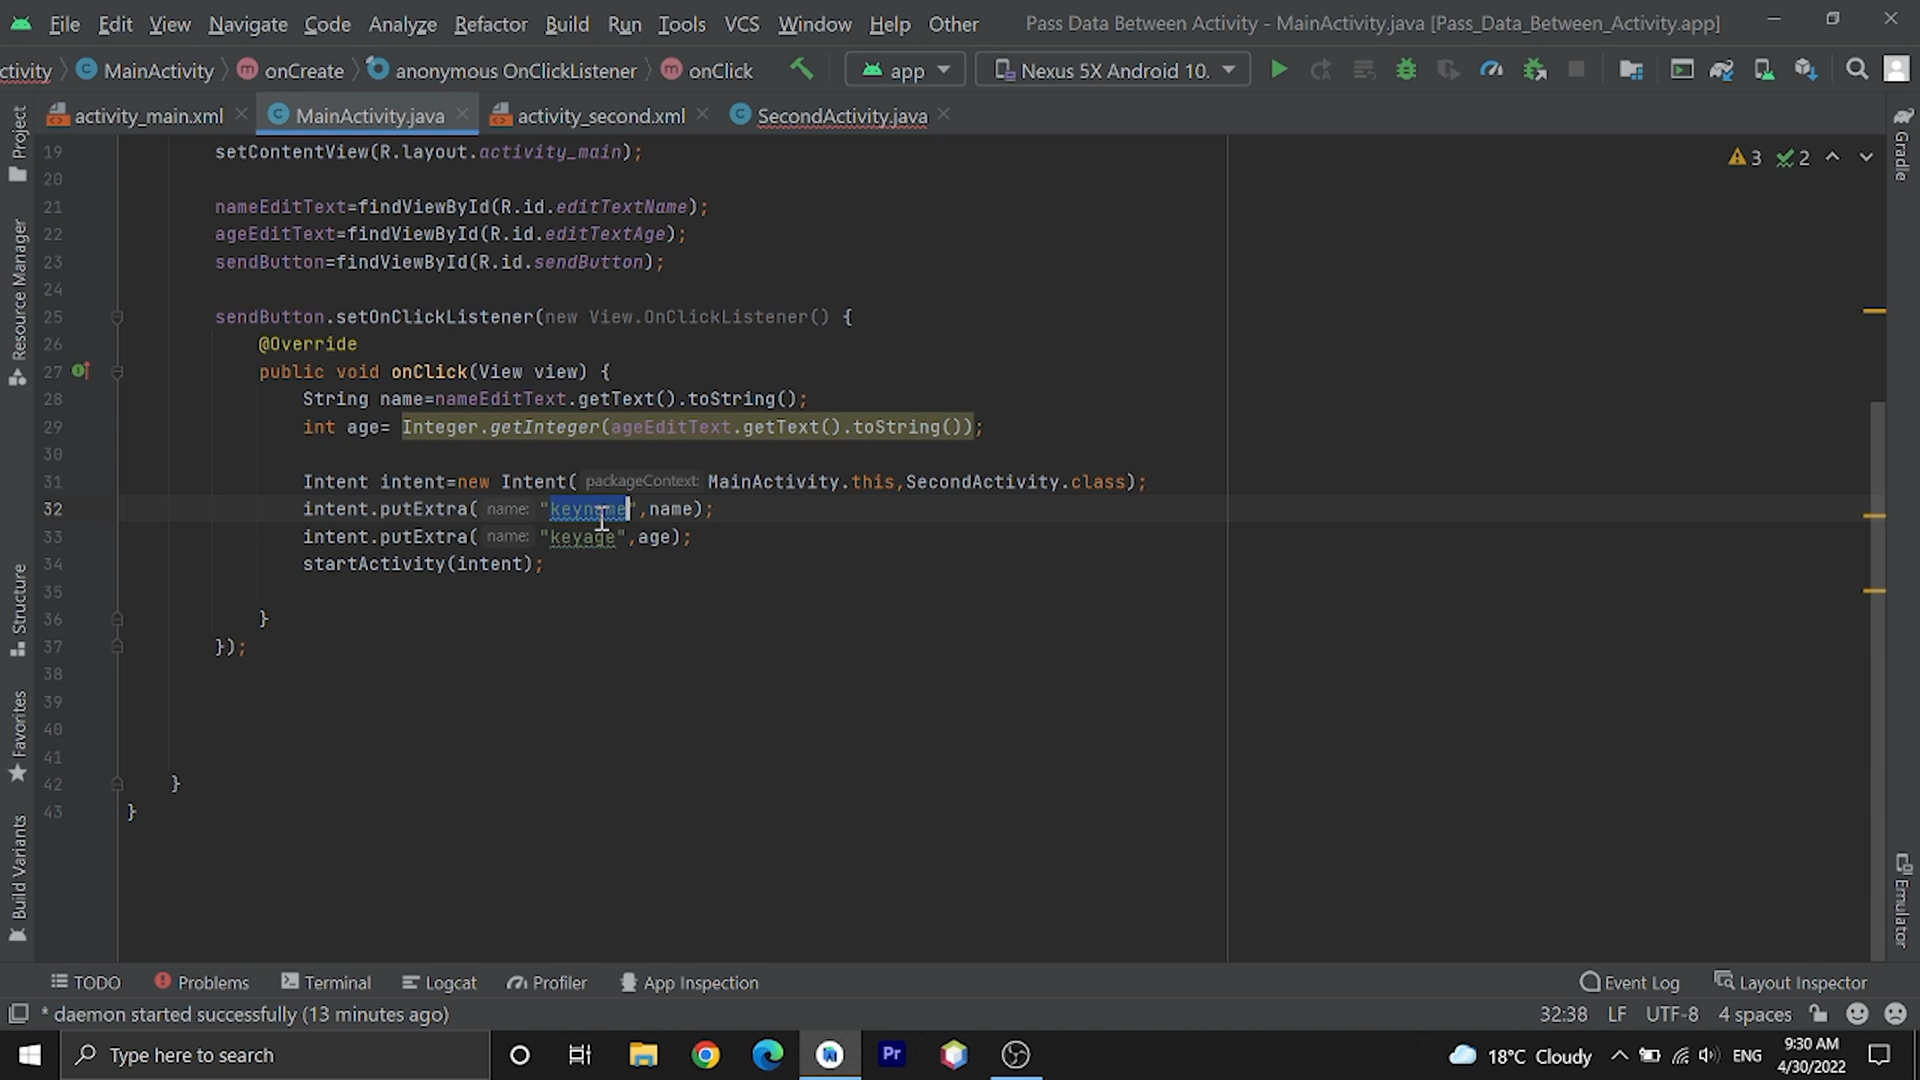 File Edit View Navigate Code Analyze Refactor Build Run Tools VCS Window Help Other Pass Data Between Activity - MainActivity.java [Pass_Data_Between_Activity.app]
ctivity MainActivity onCreate anonymous OnClickListener onClick app Nexus 5X Android 10.
activity_main.xml MainActivity.java activity_second.xml SecondActivity.java
Project
Resource Manager
Structure
Favorites
Build Variants
Gradle
Emulator
3 2
19 setContentView(R.layout.activity_main);
20
21 nameEditText=findViewById(R.id.editTextName);
22 ageEditText=findViewById(R.id.editTextAge);
23 sendButton=findViewById(R.id.sendButton);
24
25 sendButton.setOnClickListener(new View.OnClickListener() {
26 @Override
27 public void onClick(View view) {
28 String name=nameEditText.getText().toString();
29 int age= Integer.getInteger(ageEditText.getText().toString());
30
31 Intent intent=new Intent( packageContext: MainActivity.this,SecondActivity.class);
32 intent.putExtra( name: "keyname",name);
33 intent.putExtra( name: "keyage",age);
34 startActivity(intent);
35
36 }
37 });
38
39
40
41
42 }
43 }
TODO Problems Terminal Logcat Profiler App Inspection Event Log Layout Inspector
* daemon started successfully (13 minutes ago) 32:38 LF UTF-8 4 spaces
Type here to search Pr 18°C Cloudy ENG 9:30 AM
4/30/2022